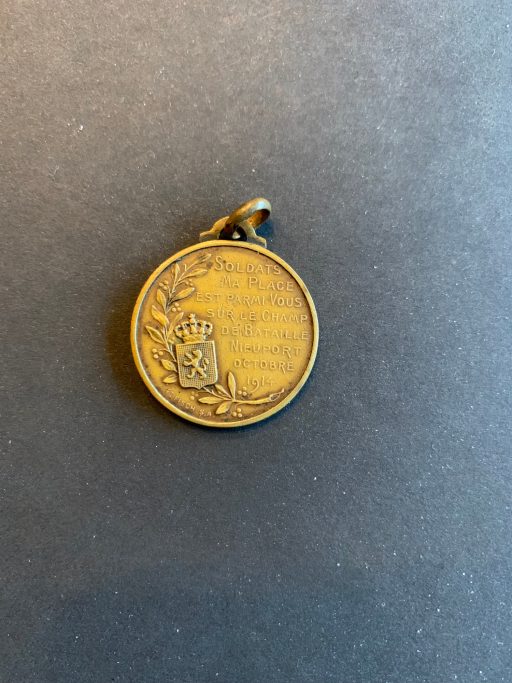 SOLDATS
MA PLACE
EST PARMI VOUS
SUR LE CHAMP
DE BATAILLE
NIEUPORT
OCTOBRE
1914